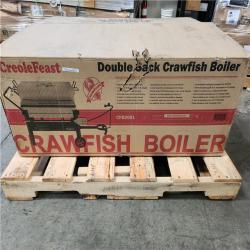 CreoleFeast
Double Sack Crawfish Boiler
CFB2001
CRAWFISH BOILER